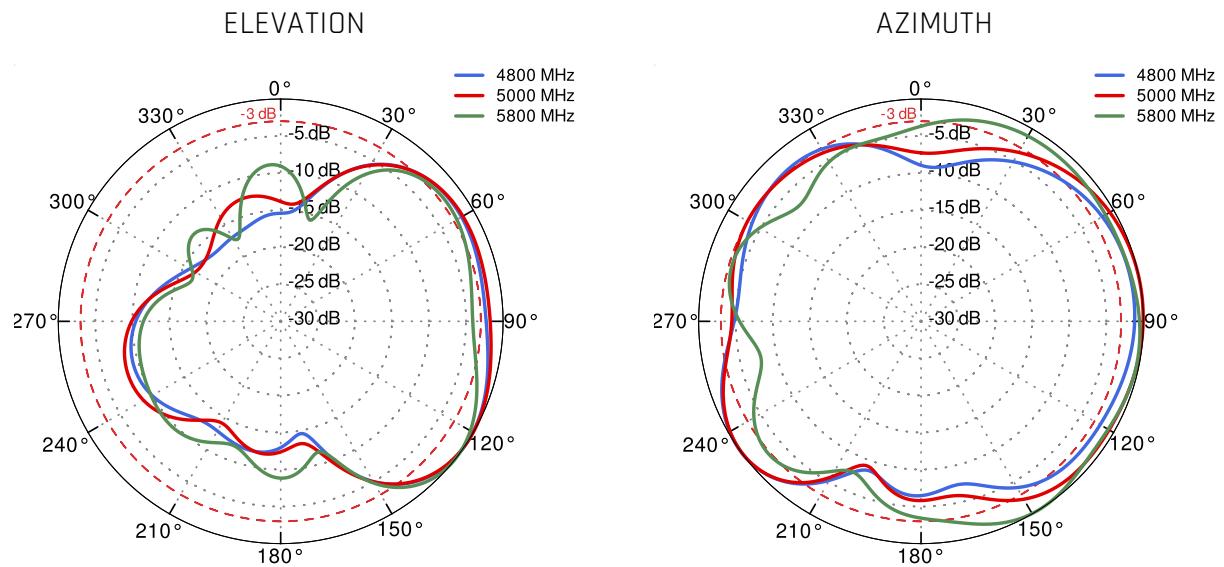 ELEVATION
4800 MHz
5000 MHz
5800 MHz
0°
30°
60°
90°
120°
150°
180°
210°
240°
270°
300°
330°
-3 dB
-5 dB
-10 dB
-15 dB
-20 dB
-25 dB
-30 dB
AZIMUTH
4800 MHz
5000 MHz
5800 MHz
0°
30°
60°
90°
120°
150°
180°
210°
240°
270°
300°
330°
-3 dB
-5 dB
-10 dB
-15 dB
-20 dB
-25 dB
-30 dB